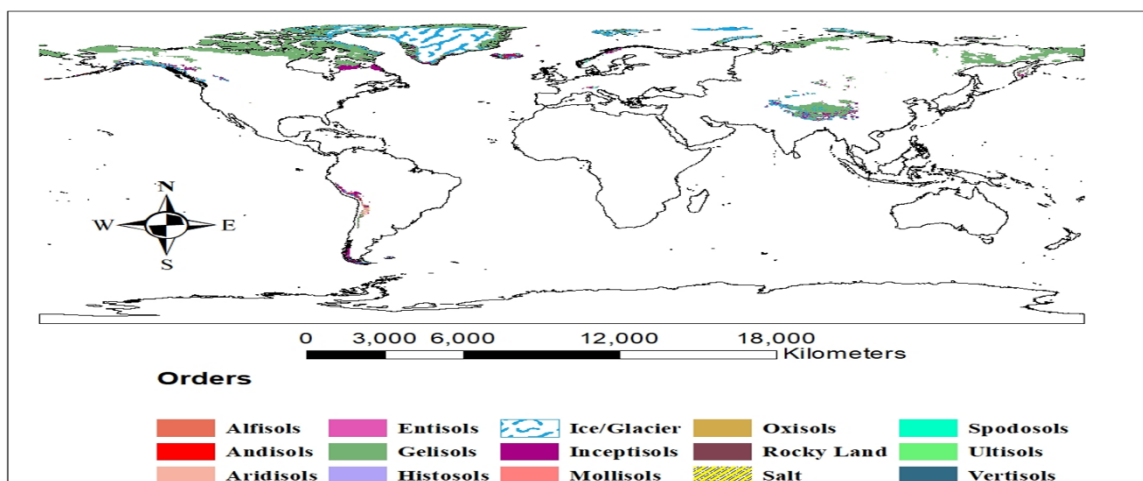 N
W E
S
0 3,000 6,000 12,000 18,000
Kilometers
Orders
Alfisols Entisols Ice/Glacier Oxisols Spodosols
Andisols Gelisols Inceptisols Rocky Land Ultisols
Aridisols Histosols Mollisols Salt Vertisols